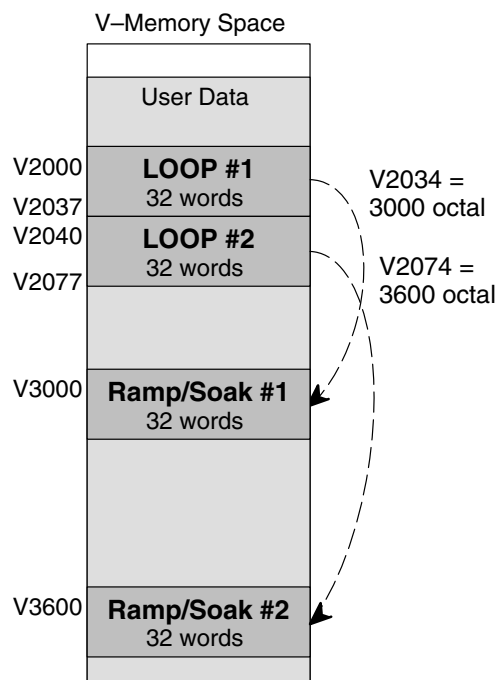 V–Memory Space
User Data
V2000
LOOP #1
32 words
V2037
V2040
LOOP #2
32 words
V2077
V2034 =
3000 octal
V2074 =
3600 octal
V3000
Ramp/Soak #1
32 words
V3600
Ramp/Soak #2
32 words